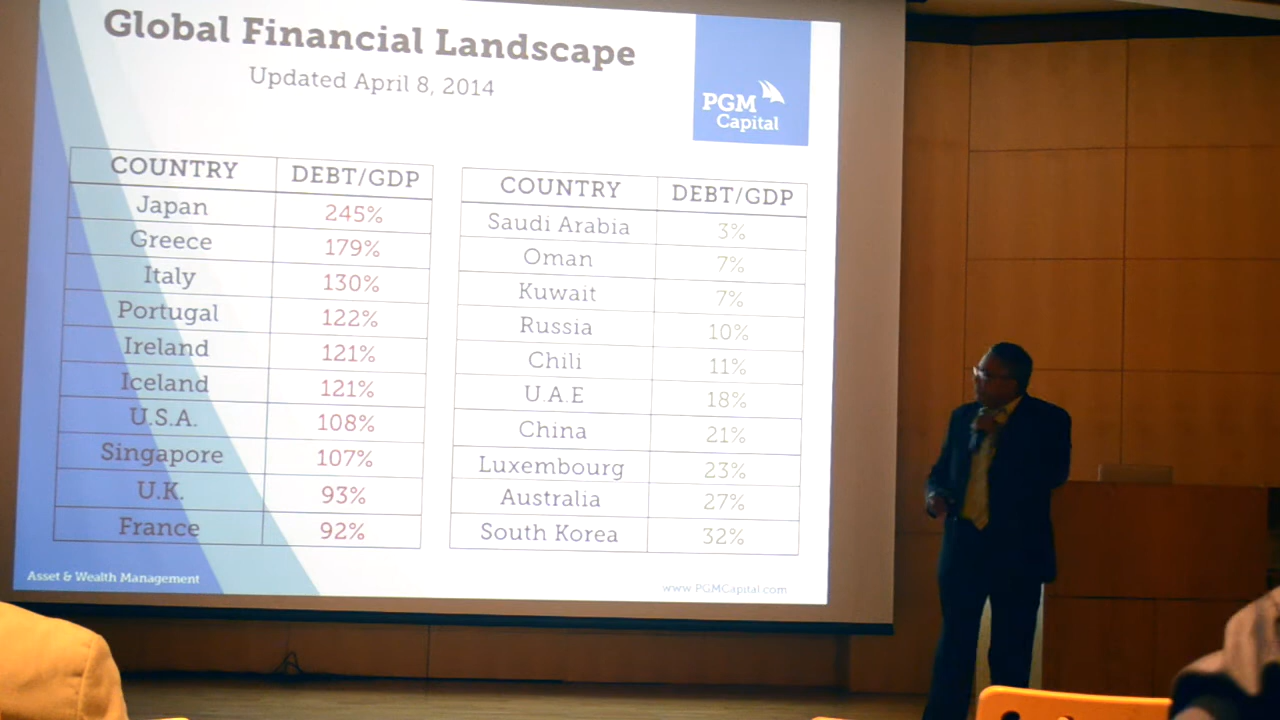 Global Financial Landscape
Updated April 8, 2014
PGM
Capital
COUNTRY DEBT/GDP
Japan 245%
Greece 179%
Italy 130%
Portugal 122%
Ireland 121%
Iceland 121%
U.S.A. 108%
Singapore 107%
U.K. 93%
France 92%
COUNTRY DEBT/GDP
Saudi Arabia 3%
Oman 7%
Kuwait 7%
Russia 10%
Chili 11%
U.A.E 18%
China 21%
Luxembourg 23%
Australia 27%
South Korea 32%
Asset & Wealth Management
www.PGMCapital.com